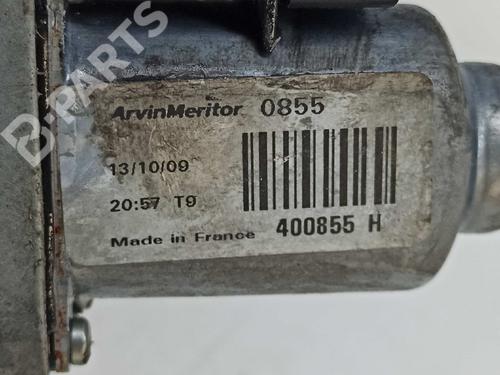 B-PARTS
ArvinMeritor 0855
13/10/09
20:57 T9
Made in France 400855 H